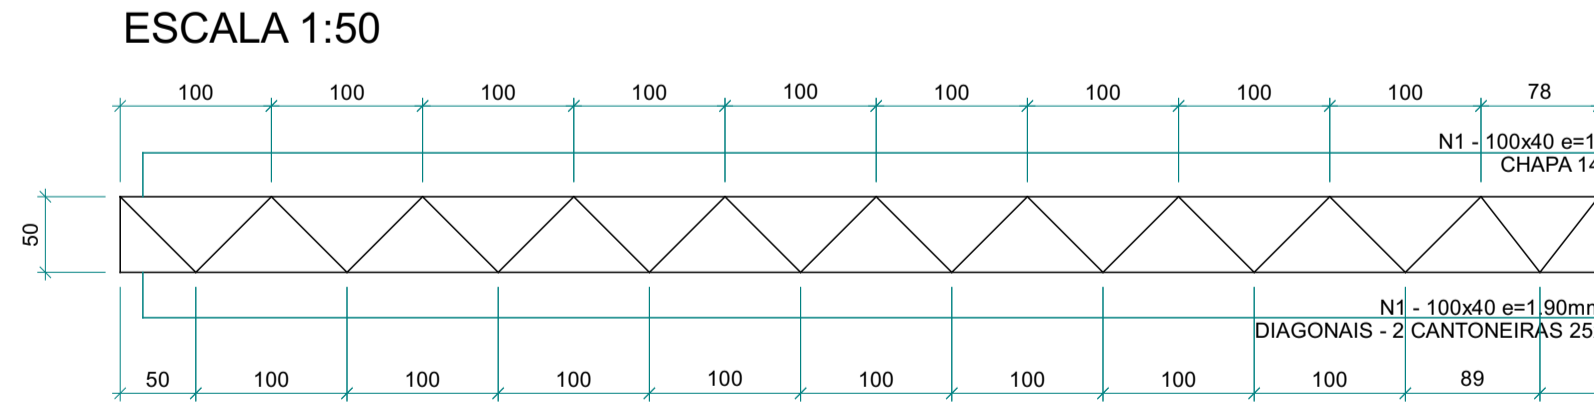 ESCALA 1:50
100 100 100 100 100 100 100 100 100 78
N1 - 100x40 e=1
CHAPA 14
50
N1 - 100x40 e=1.90mm
DIAGONAIS - 2 CANTONEIRAS 25
50 100 100 100 100 100 100 100 100 89